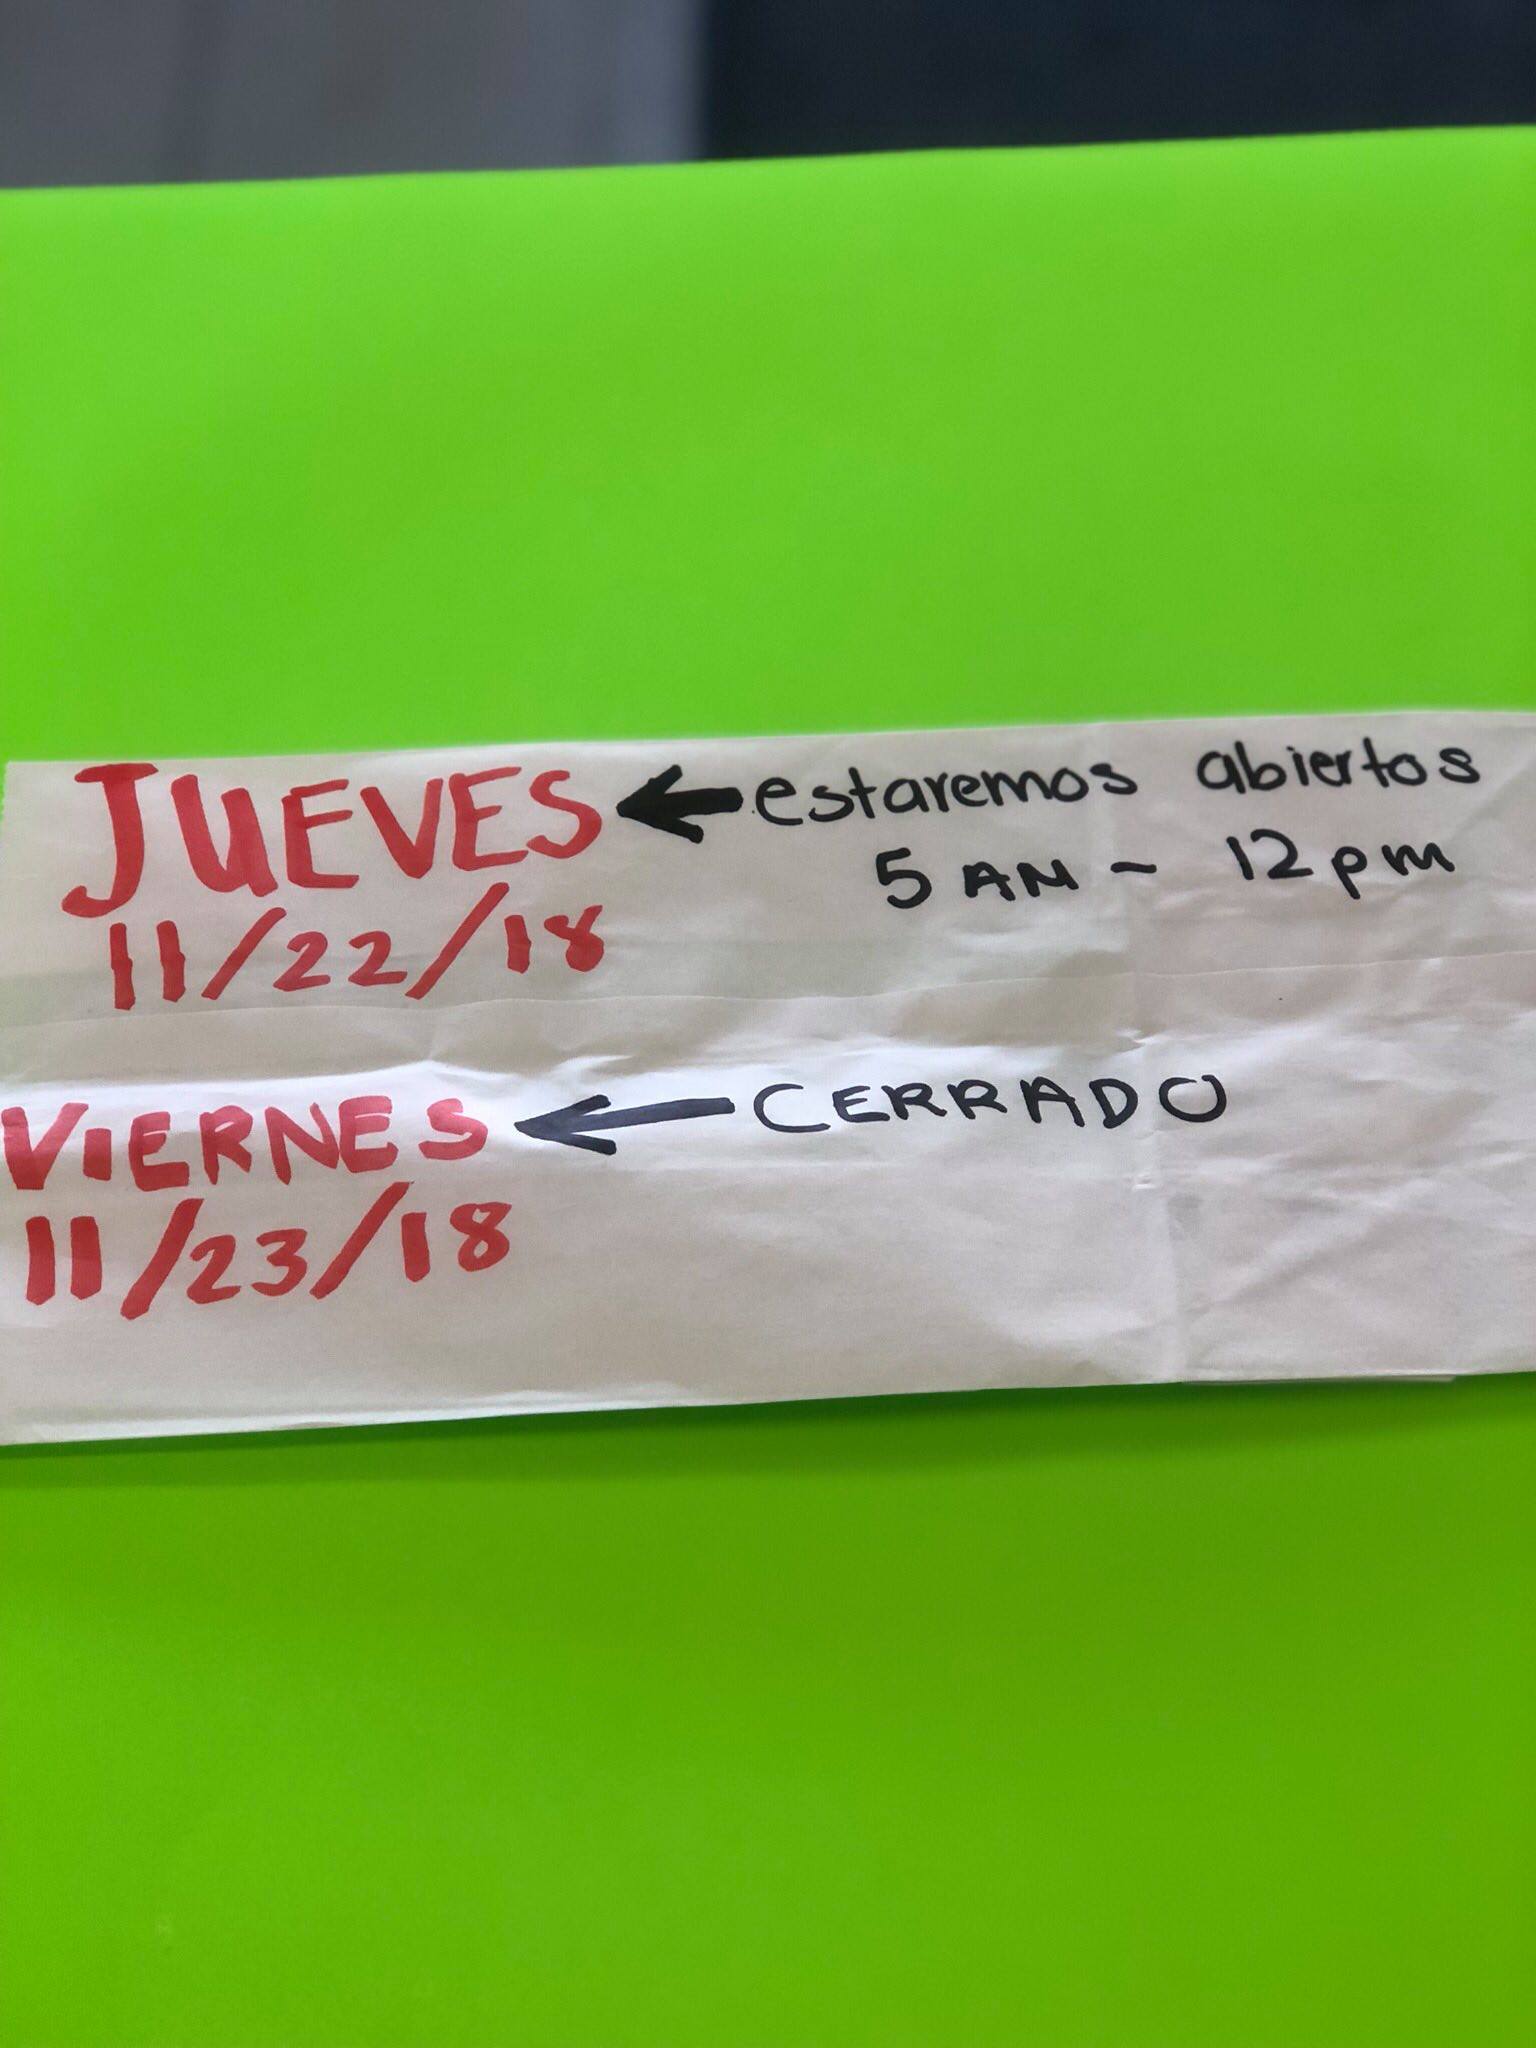 JUEVES ← estaremos abiertos
5 AM - 12 pm
11/22/18
VIERNES ← CERRADO
11/23/18